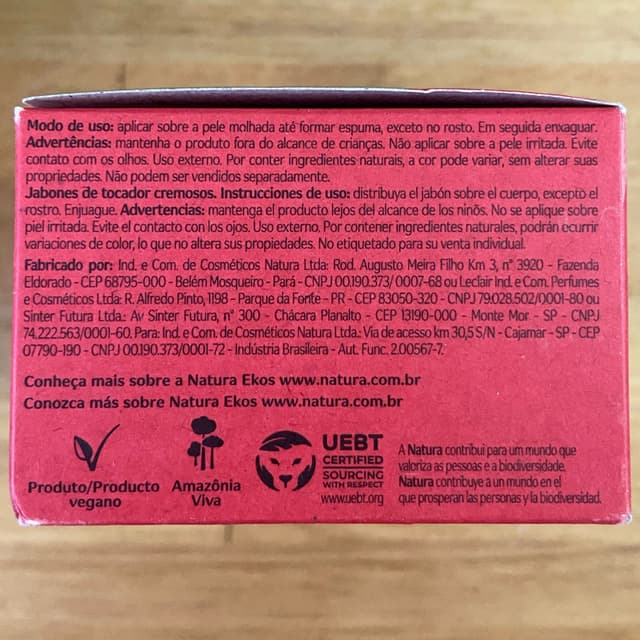 Modo de uso: aplicar sobre a pele molhada até formar espuma, exceto no rosto. Em seguida enxaguar.
Advertências: mantenha o produto fora do alcance de crianças. Não aplicar sobre a pele irritada. Evite
contato com os olhos. Uso externo. Por conter ingredientes naturais, a cor pode variar, sem alterar suas
propriedades. Não podem ser vendidos separadamente.
Jabones de tocador cremosos. Instrucciones de uso: distribuya el jabón sobre el cuerpo, excepto el
rostro. Enjuague. Advertencias: mantenga el producto lejos del alcance de los niños. No se aplique sobre
piel irritada. Evite el contacto con los ojos. Uso externo. Por contener ingredientes naturales, podrán ocurrir
variaciones de color, lo que no altera sus propiedades. No etiquetado para su venta individual.
Fabricado por: Ind. e Com. de Cosméticos Natura Ltda: Rod. Augusto Meira Filho Km 3, n° 3920 - Fazenda
Eldorado - CEP 68795-000 - Belém Mosqueiro - Pará - CNPJ 00.190.373/ 0007-68 ou Leclair Ind. e Com. Perfumes
e Cosméticos Ltda: R. Alfredo Pinto, 1198 - Parque da Fonte - PR - CEP 83050-320 - CNPJ 79.028.502/0001-80 ou
Sinter Futura Ltda.: Av Sinter Futura, n° 300 - Chácara Planalto - CEP 13190-000 - Monte Mor - SP - CNPJ
74.222.563/0001-60. Para: Ind. e Com. de Cosméticos Natura Ltda.: Via de acesso km 30,5 S/N - Cajamar - SP - CEP
07790-190 - CNPJ 00.190.373/0001-72 - Indústria Brasileira - Aut. Func. 2.00567-7.
Conheça mais sobre a Natura Ekos www.natura.com.br
Conozca más sobre Natura Ekos www.natura.com.br
Produto/Producto
vegano
Amazônia
Viva
UEBT
CERTIFIED
SOURCING
WITH RESPECT
www.uebt.org
A Natura contribui para um mundo que
valoriza as pessoas e a biodiversidade.
Natura contribuye a un mundo en el
que prosperan las personas y la biodiversidad.